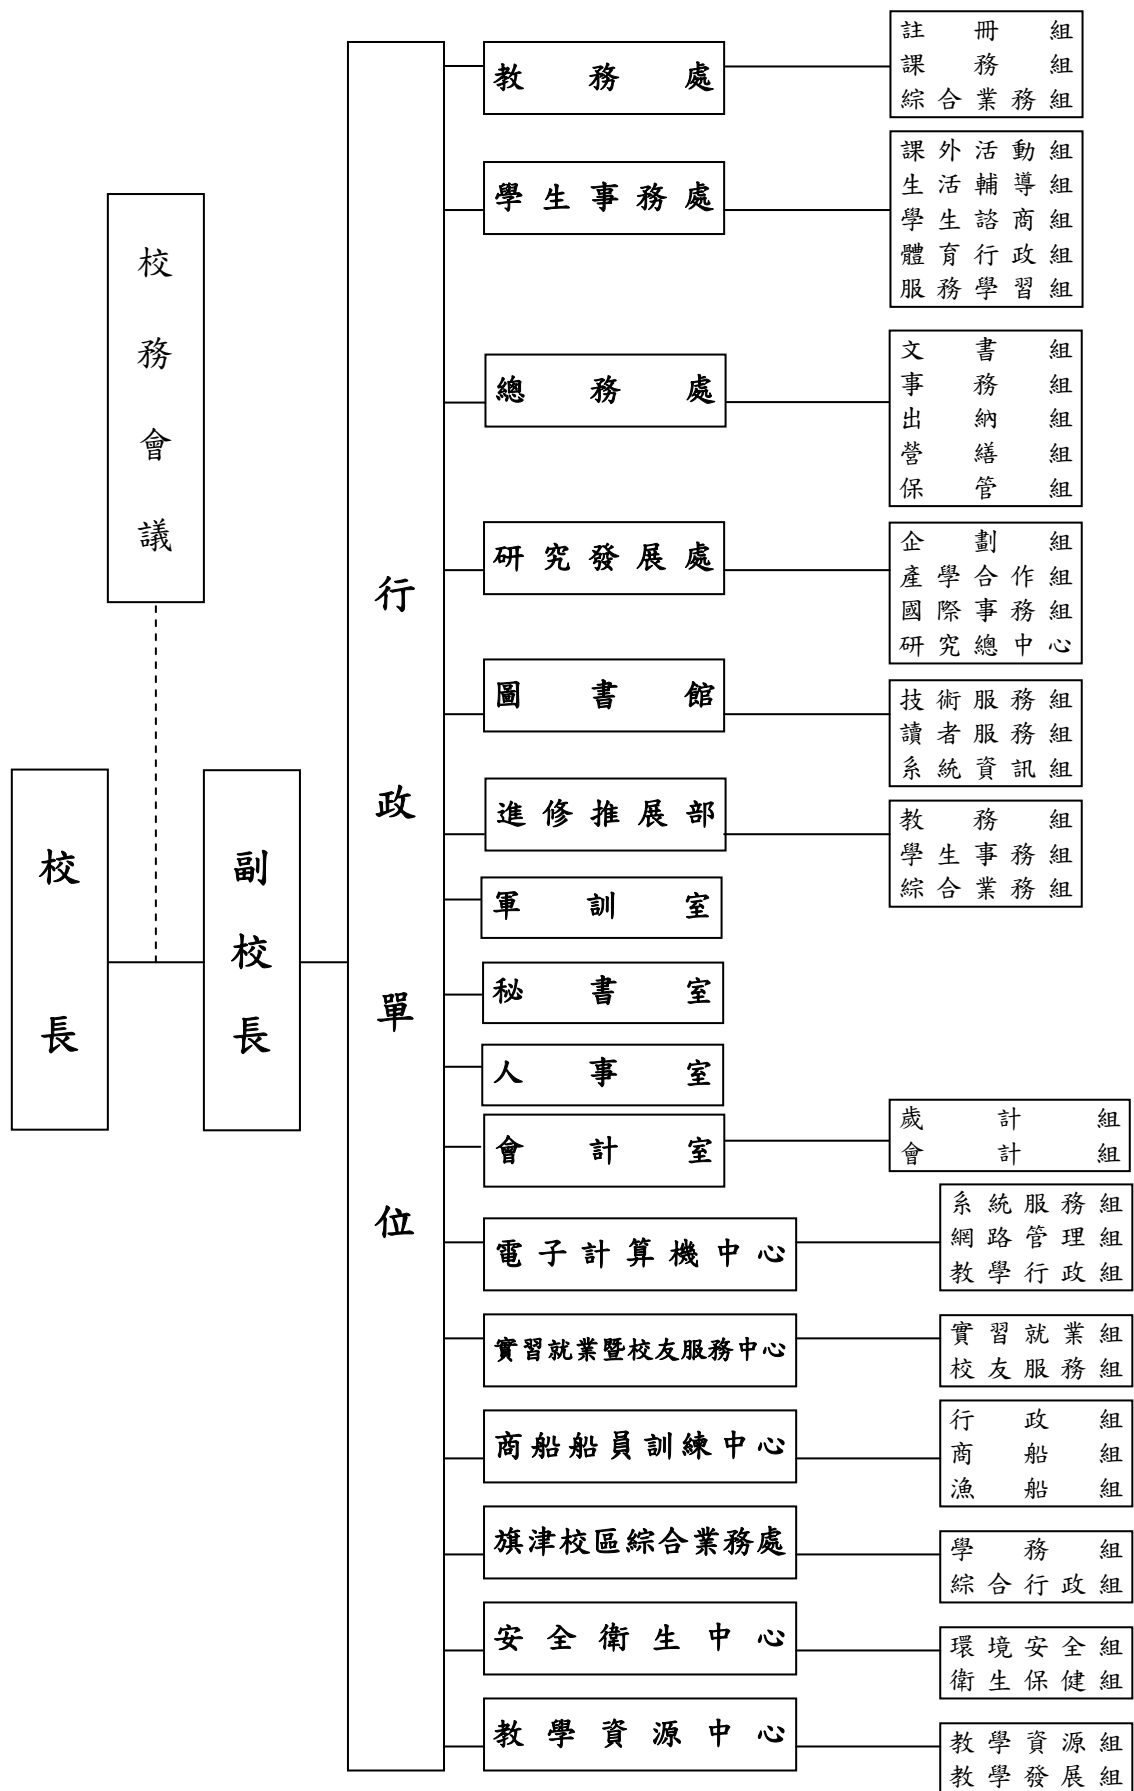 校務會議
校長
副校長
行政單位
教務處
註冊組
課務組
綜合業務組
學生事務處
課外活動組
生活輔導組
學生諮商組
體育行政組
服務學習組
總務處
文書組
事務組
出納組
營繕組
保管組
研究發展處
企劃組
產學合作組
國際事務組
研究總中心
圖書館
技術服務組
讀者服務組
系統資訊組
進修推展部
教務組
學生事務組
綜合業務組
軍訓室
秘書室
人事室
會計室
歲計組
會計組
電子計算機中心
系統服務組
網路管理組
教學行政組
實習就業暨校友服務中心
實習就業組
校友服務組
商船船員訓練中心
行政組
商船組
漁船組
旗津校區綜合業務處
學務組
綜合行政組
安全衛生中心
環境安全組
衛生保健組
教學資源中心
教學資源組
教學發展組